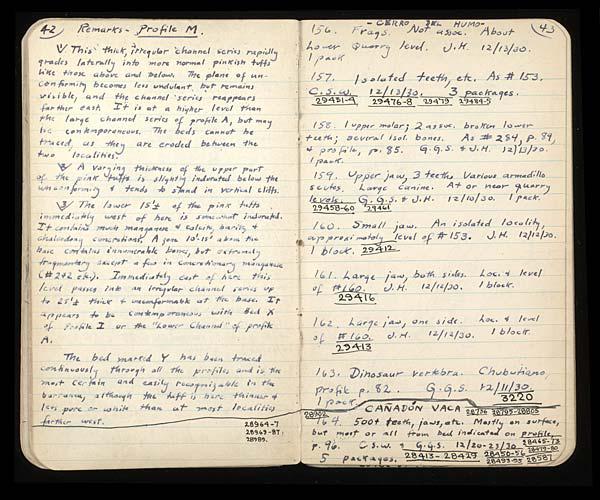 42 Remarks - Profile M.
1/ This thick, irregular channel series rapidly
grades laterally into more normal pinkish tuffs
like those above and below. The plane of un-
conformity becomes less undulant, but remains
visible, and the channel series reappears
farther east. It is at a higher level than
the large channel series of profile A, but may
be contemporaneous. The beds cannot be
traced, as they are eroded between the
two localities.
2/ A varying thickness of the upper part
of the pink tuffs is slightly indurated below the
unconformity & tends to stand in vertical cliffs.
3/ The lower 15'± of the pink tuffs
immediately west of here is somewhat indurated.
It contains much manganese & calcite, barite &
chalcedony concretions. A zone 10'-15' above the
base contains innumerable bones, but extremely
fragmentary except a few in concretionary manganese
(#242 etc.). Immediately east of here this
level passes into an irregular channel series up
to 25'± thick & unconformable at the base. It
appears to be contemporaneous with Bed X
of Profile I or the "Lower Channel" of profile
A.
The bed marked Y has been traced
continuously through all the profiles and is the
most certain and easily recognizable in the
barranca, although the tuff is here thinner &
less pure or white than at most localities
farther west.
28964-7
28969-87,
28989.
- CERRO DEL HUMO -
43
156. Frags. Not assoc. About
lower quarry level. J.H. 12/13/30.
1 pack
157. Isolated teeth, etc. As #153.
C.S.W. 12/13/30. 3 packages.
29451-4 29476-8 29479 29484-5
158. 1 upper molar; 2 assoc. broken lower
teeth; several isol. bones. As #254, p. 84,
& profile, p. 85. G.G.S. & J.H. 12/13/30.
1 pack.
159. Upper jaw, 3 teeth. Various armadillo
scutes. Large canine. At or near quarry
levels. G.G.S. & J.H. 12/10/30. 1 pack.
29458-60 29461
160. Small jaw. An isolated locality,
approximately level of #153. J.H. 12/12/30.
1 block. 29412
161. Large jaw, both sides. Loc. & level
of #160. J.H. 12/12/30. 1 block.
29416
162. Large jaw, one side. Loc. & level
of #160. J.H. 12/12/30. 1 block.
29413
163. Dinosaur vertebra. Chubutiano,
profile p. 82. G.G.S. 12/11/30.
1 pack 3220
CAÑADÓN VACA
164. 500± teeth, jaws, etc. Mostly on surface,
but most or all from bed indicated on profile,
p. 96. C.S.W. & G.G.S. 12/20-23/30 28465-73
5 packages. 28413-28429 28450-56